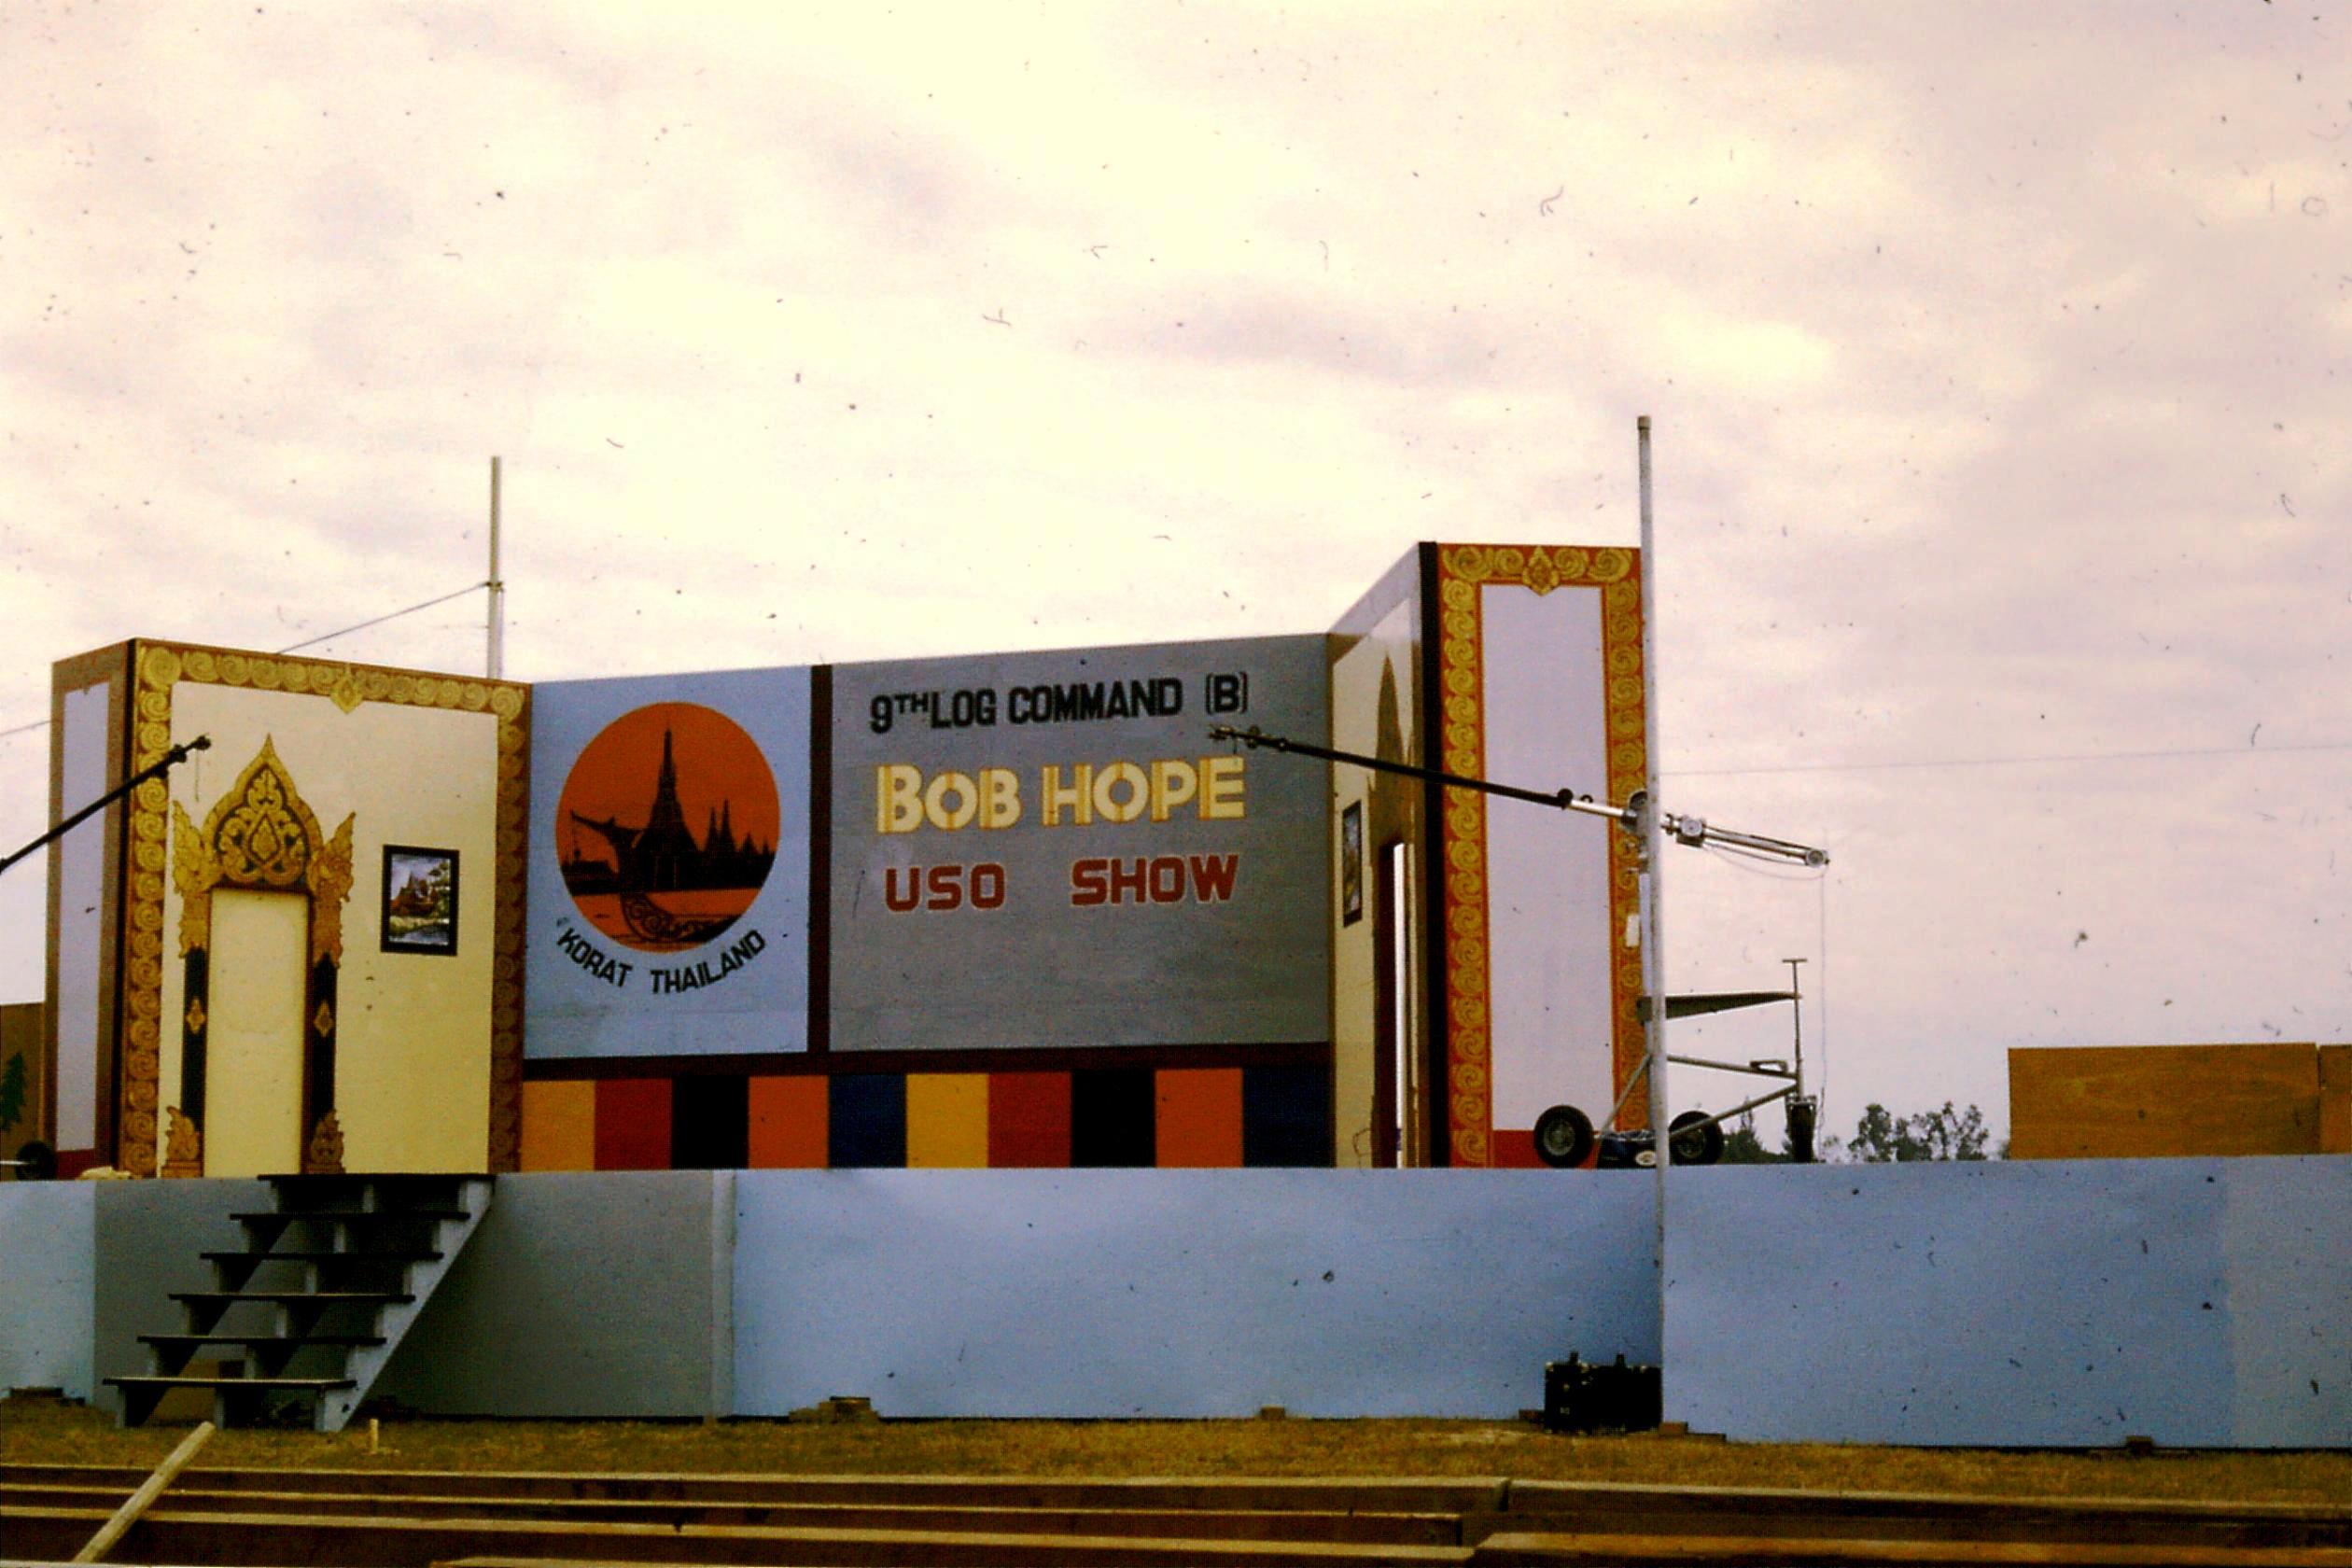 9TH LOG COMMAND (B)
BOB HOPE
USO SHOW
"KORAT THAILAND